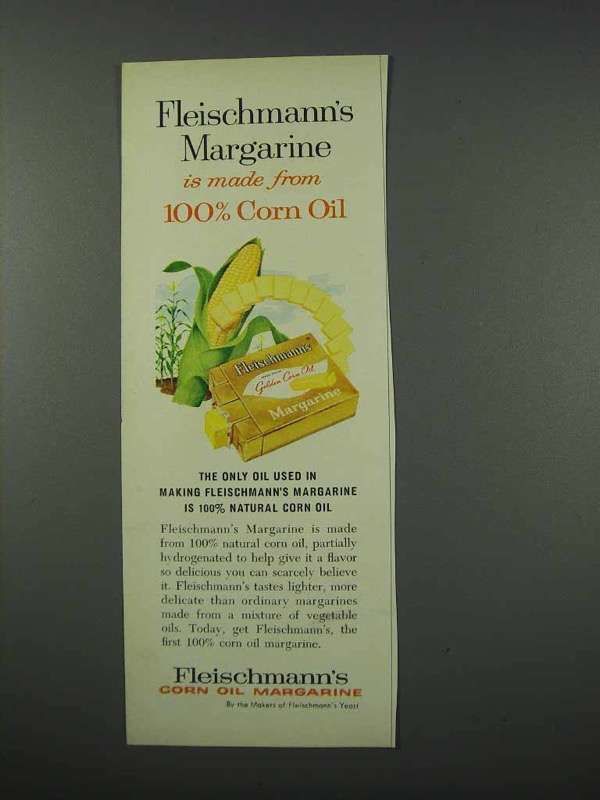 Fleischmann's
Margarine
is made from
100% Corn Oil
Fleischmann's
Golden Corn Oil
Margarine
THE ONLY OIL USED IN
MAKING FLEISCHMANN'S MARGARINE
IS 100% NATURAL CORN OIL
Fleischmann's Margarine is made
from 100% natural corn oil, partially
hydrogenated to help give it a flavor
so delicious you can scarcely believe
it. Fleischmann's tastes lighter, more
delicate than ordinary margarines
made from a mixture of vegetable
oils. Today, get Fleischmann's, the
first 100% corn oil margarine.
Fleischmann's
CORN OIL MARGARINE
By the Makers of Fleischmann's Yeast